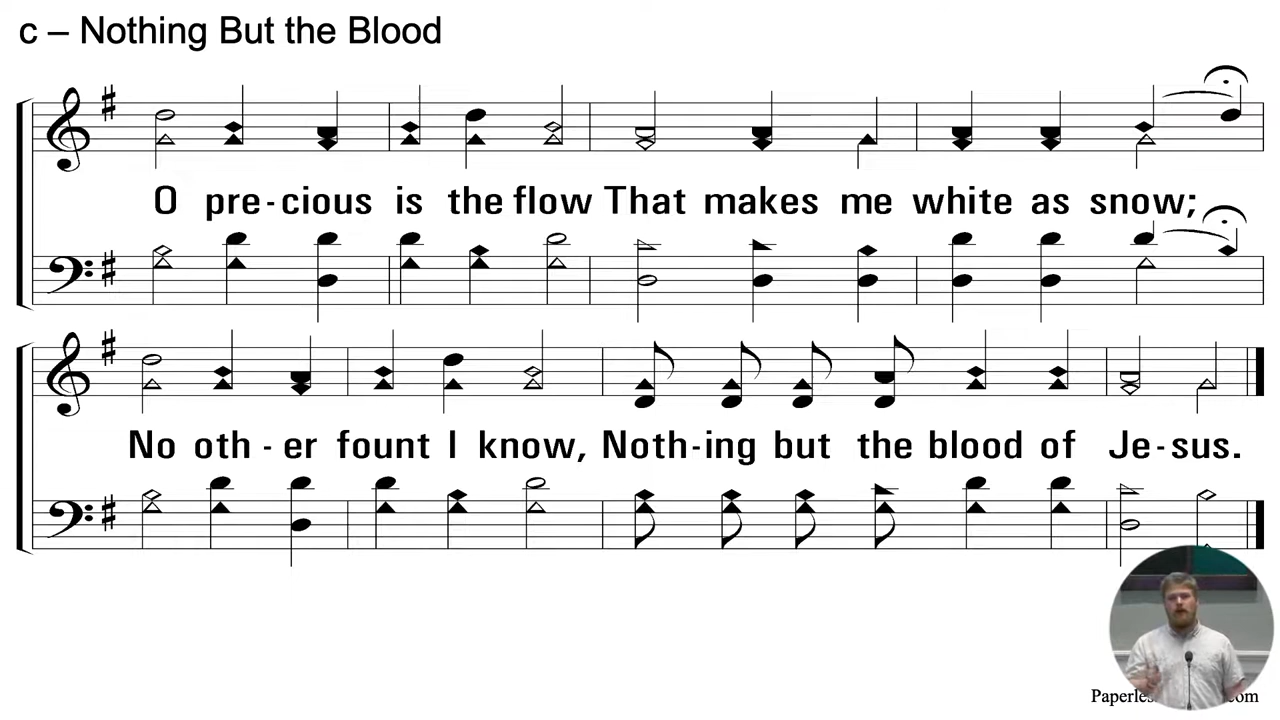 c – Nothing But the Blood
O pre-cious is the flow That makes me white as snow;
No oth-er fount I know, Noth-ing but the blood of Je-sus.